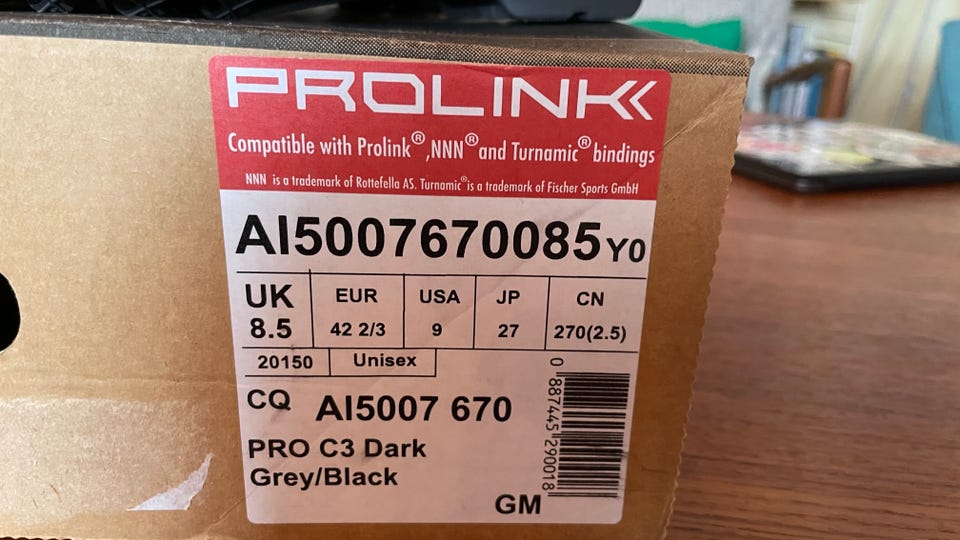 PROLINK
Compatible with Prolink®,NNN® and Turnamic® bindings
NNN is a trademark of Rottefella AS. Turnamic® is a trademark of Fischer Sports GmbH
AI5007670085 Y0
UK EUR USA JP CN
8.5 42 2/3 9 27 270(2.5)
20150 Unisex
CQ AI5007 670
PRO C3 Dark
Grey/Black
GM
0 887445 290018